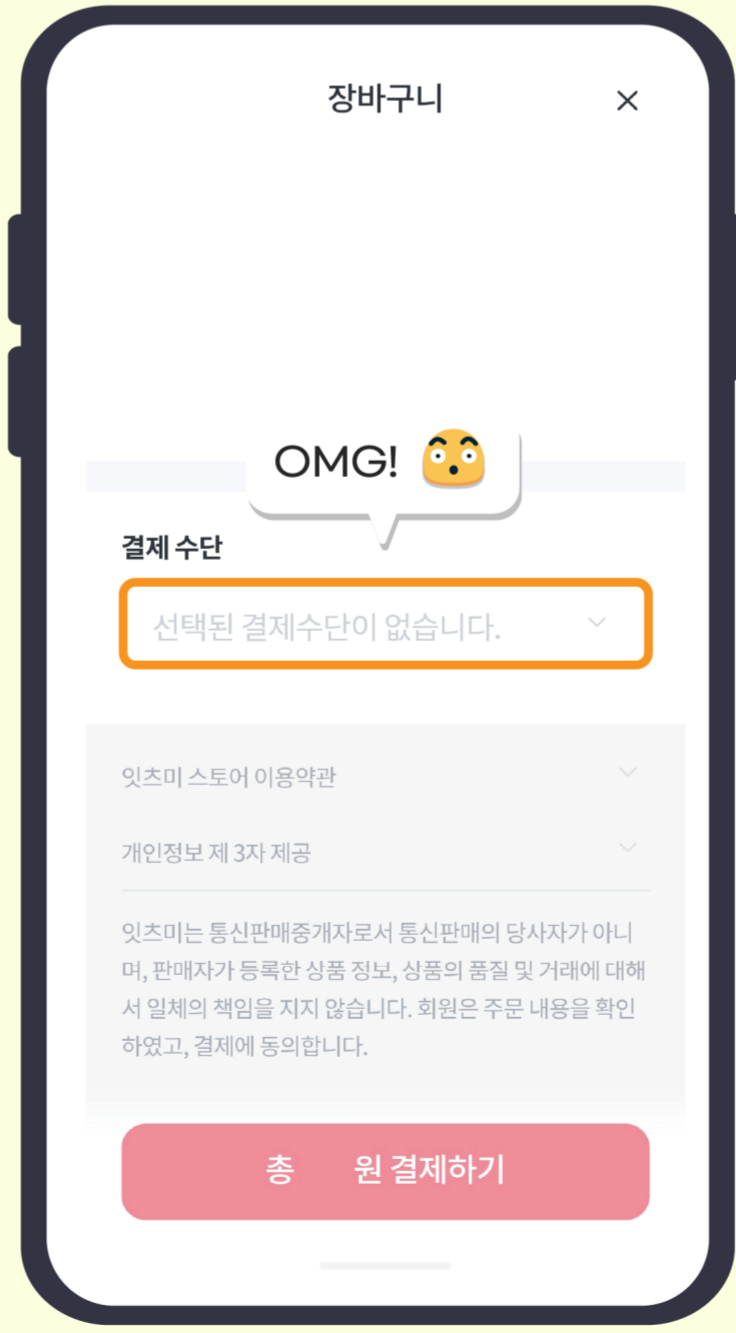 장바구니
OMG!
결제 수단
선택된 결제수단이 없습니다.
잇츠미 스토어 이용약관
개인정보 제 3자 제공
잇츠미는 통신판매중개자로서 통신판매의 당사자가 아니
며, 판매자가 등록한 상품 정보, 상품의 품질 및 거래에 대해
서 일체의 책임을 지지 않습니다. 회원은 주문 내용을 확인
하였고, 결제에 동의합니다.
총 원 결제하기